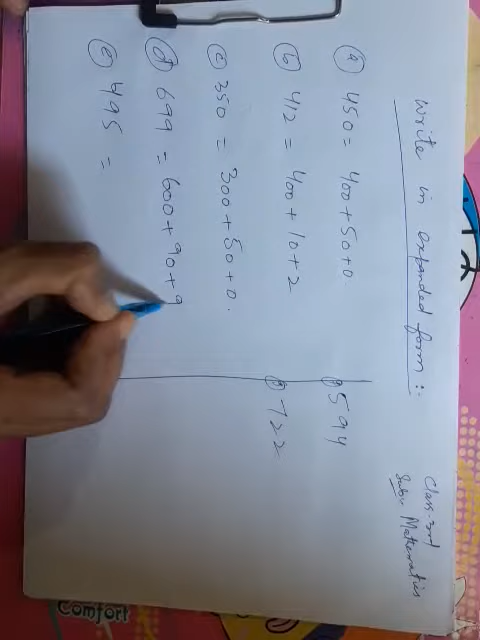 Class-2nd
Sub:- Mathematics
Write in expanded form :-
(a) 450 = 400 + 50 + 0.
(b) 412 = 400 + 10 + 2
(c) 350 = 300 + 50 + 0.
(d) 699 = 600 + 90 + 9
(e) 495 =
594
722
Comfort